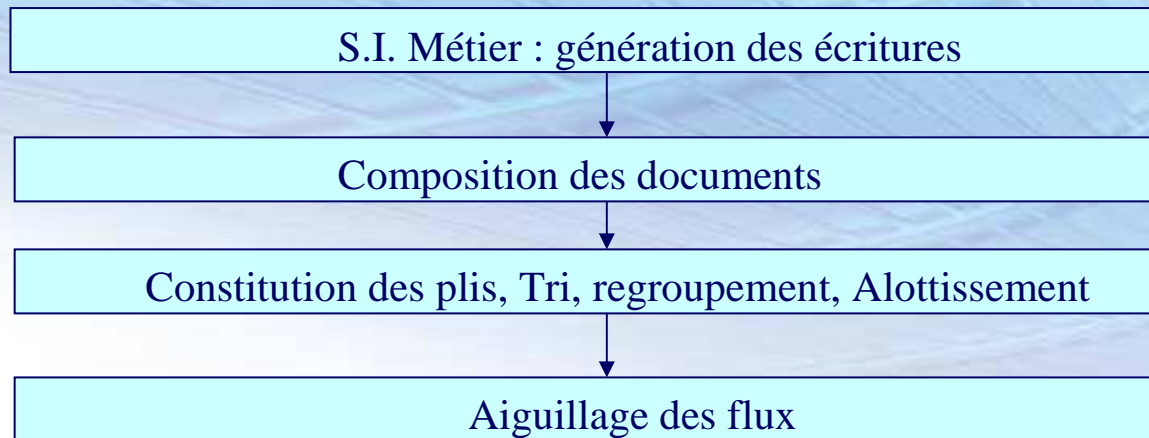 S.I. Métier : génération des écritures
Composition des documents
Constitution des plis, Tri, regroupement, Alottissement
Aiguillage des flux